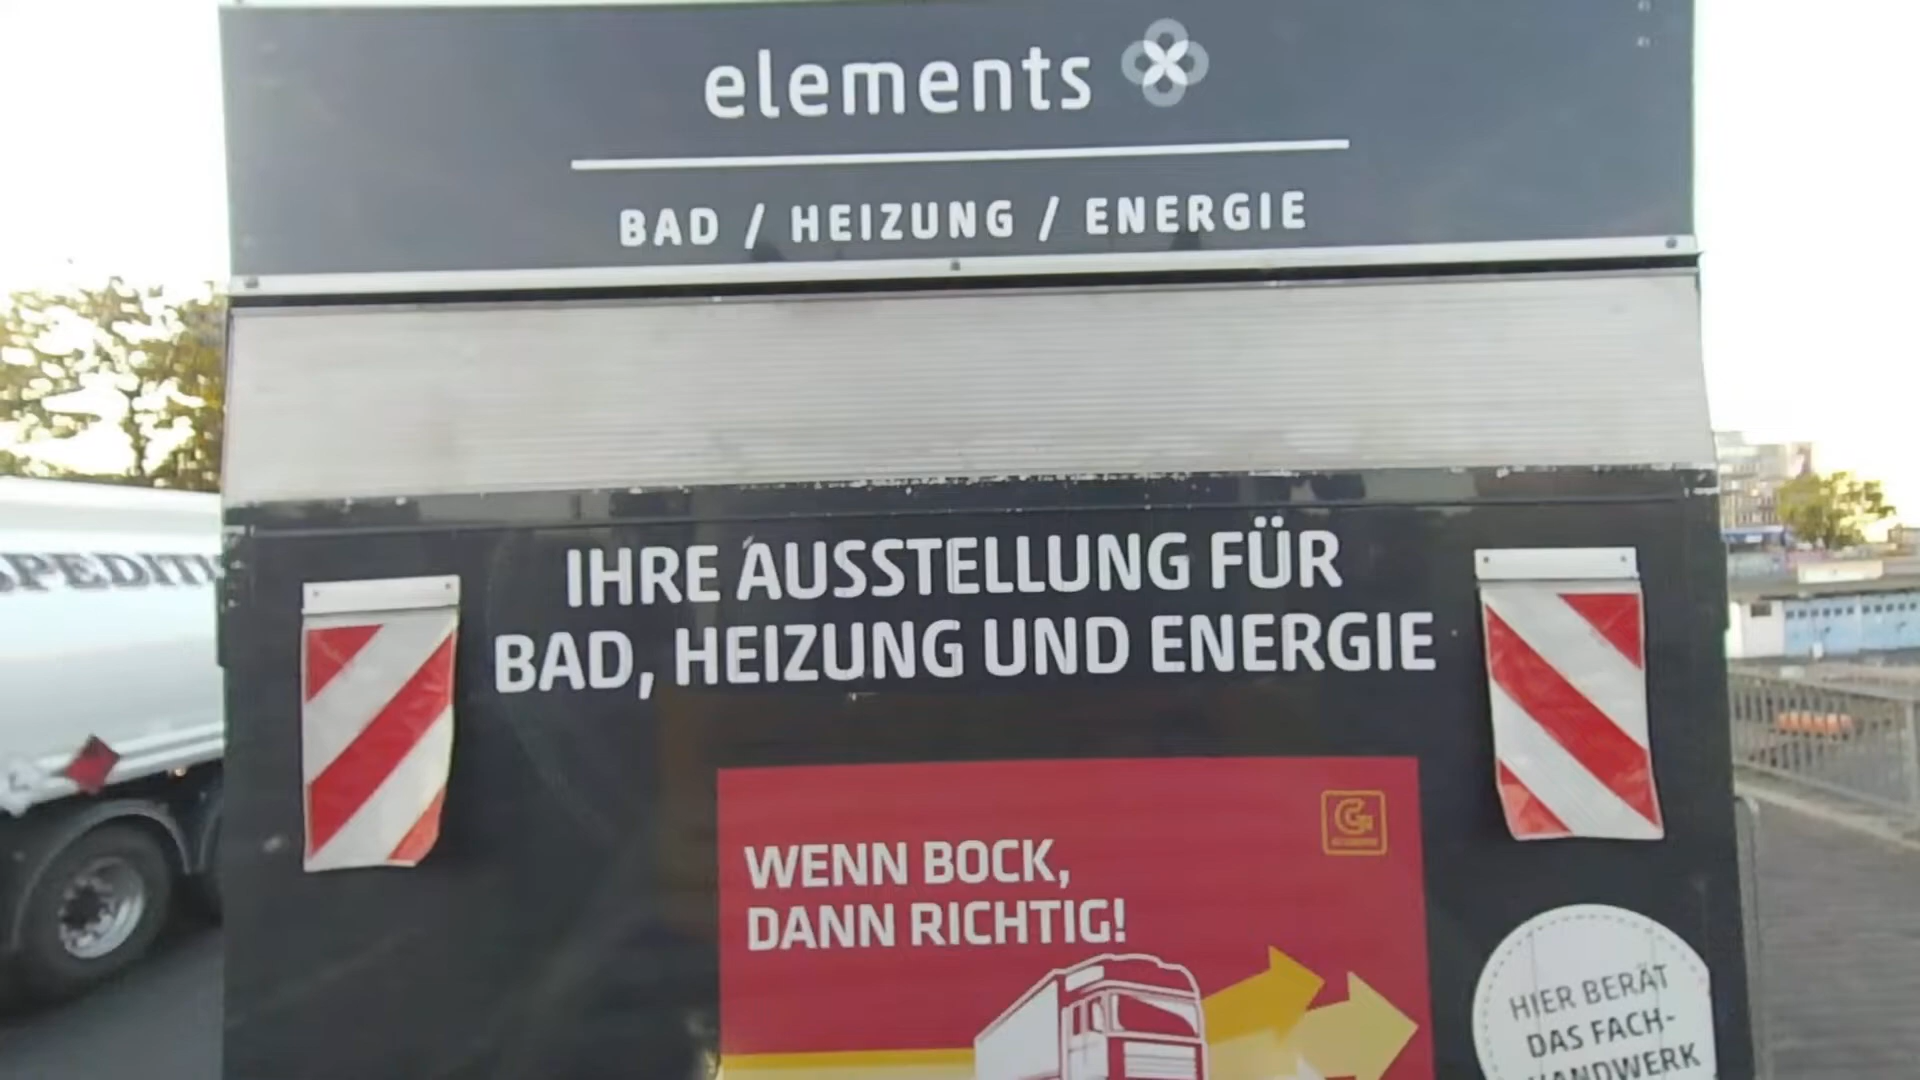 elements
BAD / HEIZUNG / ENERGIE
IHRE AUSSTELLUNG FÜR
BAD, HEIZUNG UND ENERGIE
WENN BOCK,
DANN RICHTIG!
HIER BERÄT
DAS FACH-
HANDWERK
SPEDITI